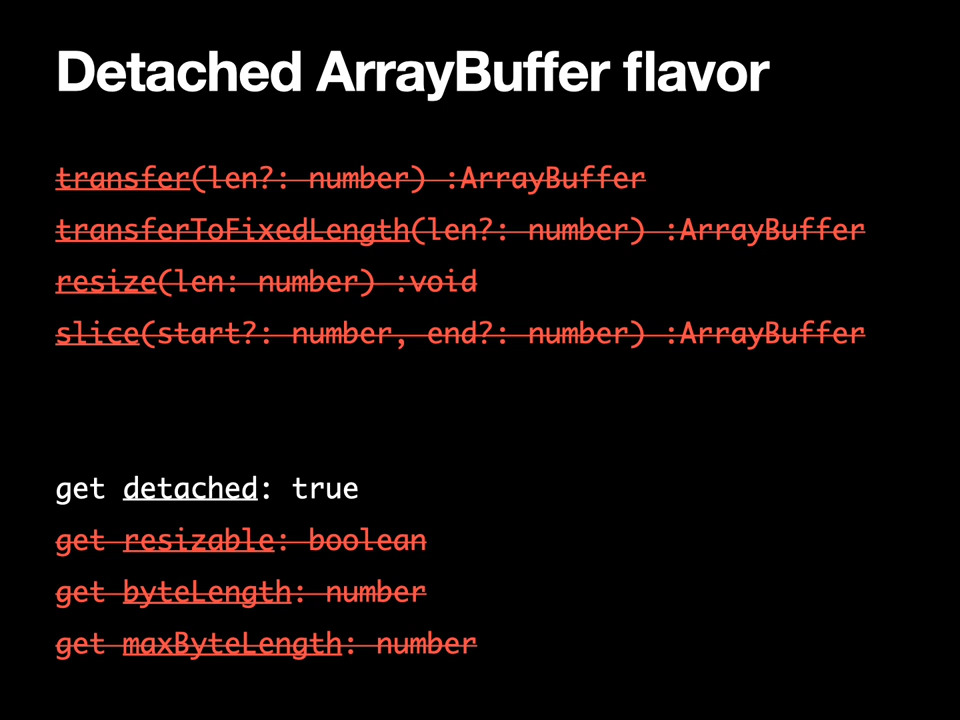 Detached ArrayBuffer flavor
transfer(len?: number) :ArrayBuffer
transferToFixedLength(len?: number) :ArrayBuffer
resize(len: number) :void
slice(start?: number, end?: number) :ArrayBuffer
get detached: true
get resizable: boolean
get byteLength: number
get maxByteLength: number